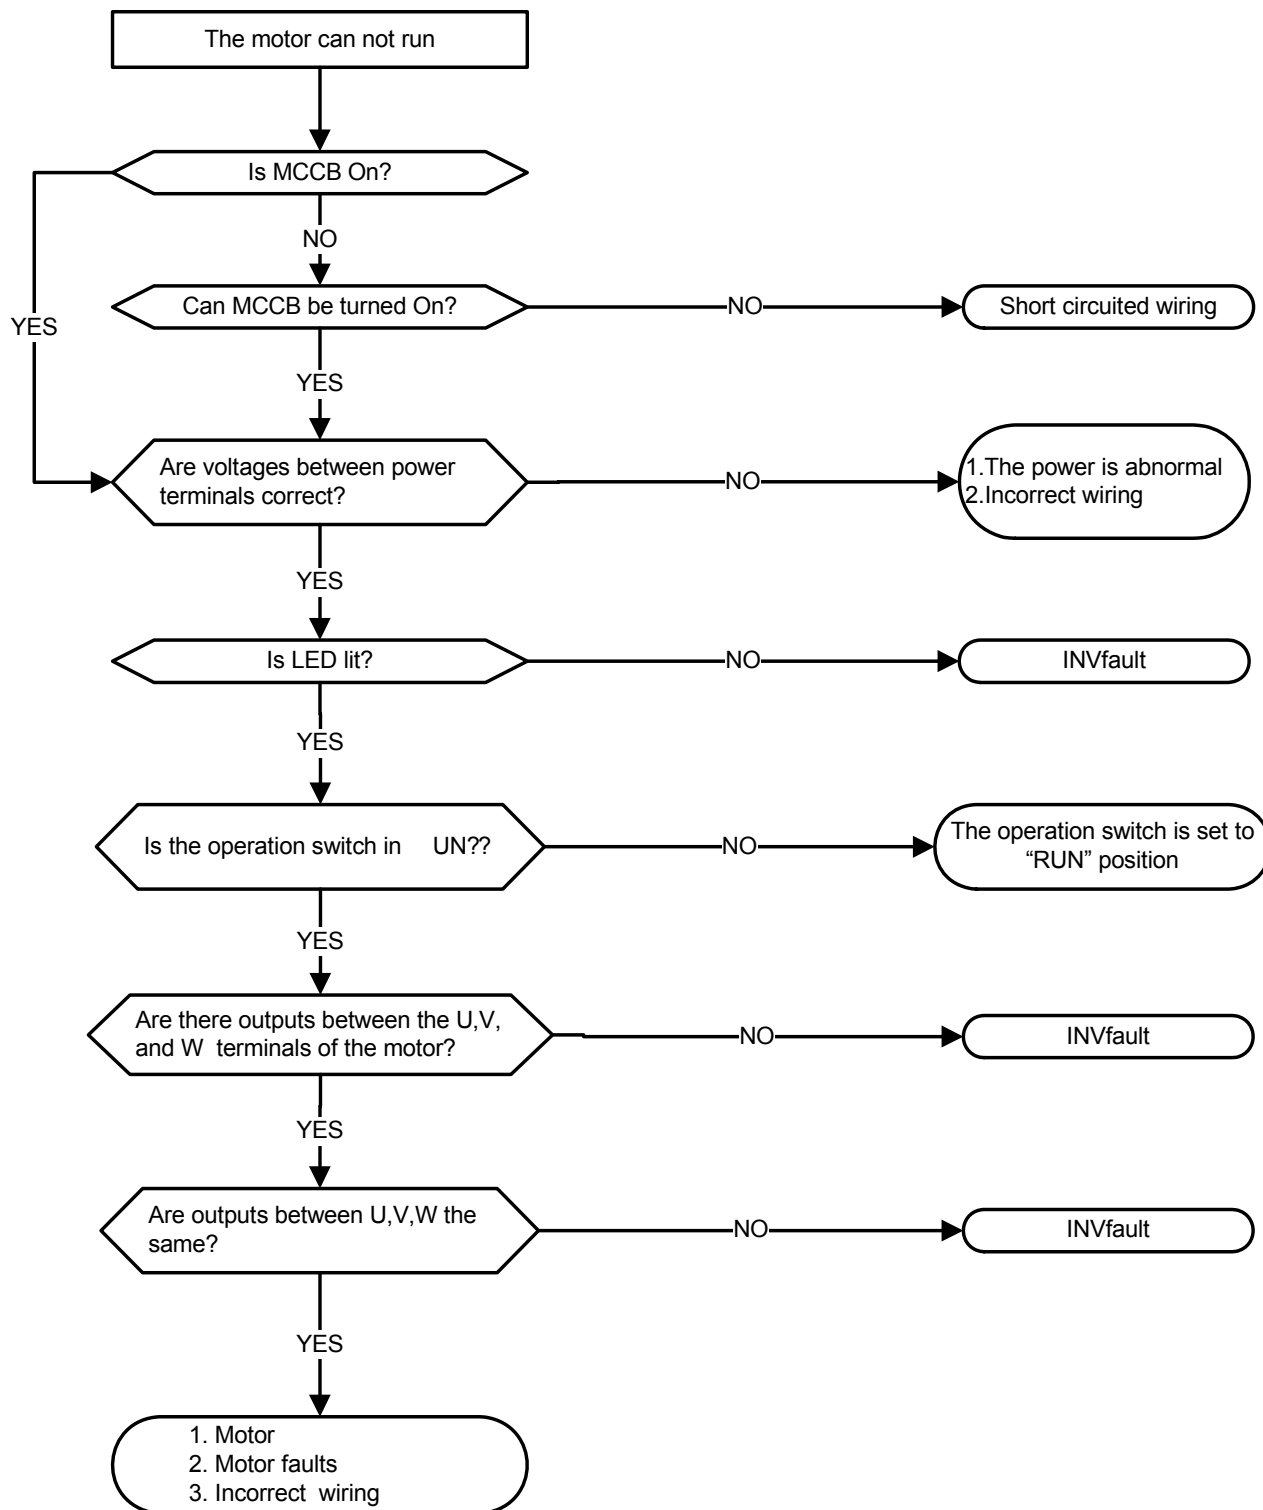 The motor can not run
Is MCCB On?
NO
YES
Can MCCB be turned On?
NO
Short circuited wiring
YES
Are voltages between power
terminals correct?
NO
1.The power is abnormal
2.Incorrect wiring
YES
Is LED lit?
NO
INVfault
YES
Is the operation switch in UN??
NO
The operation switch is set to
“RUN” position
YES
Are there outputs between the U,V,
and W terminals of the motor?
NO
INVfault
YES
Are outputs between U,V,W the
same?
NO
INVfault
YES
1. Motor
2. Motor faults
3. Incorrect wiring